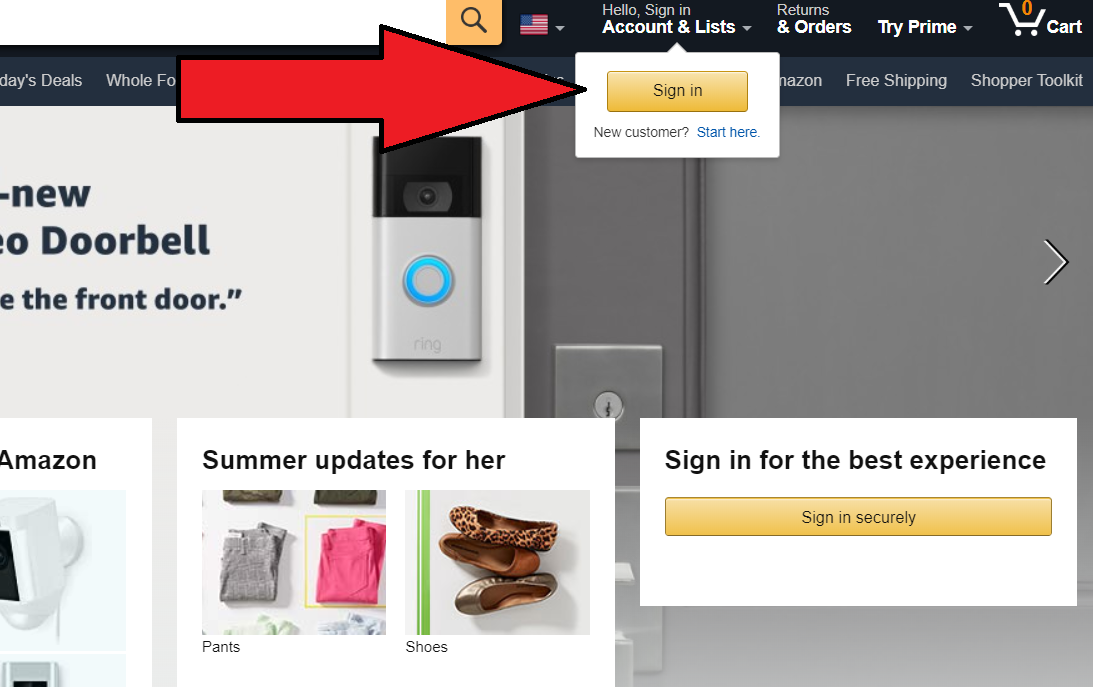 Hello, Sign in
Account & Lists
Returns
& Orders
Try Prime
0
Cart
day's Deals
Whole Fo
mazon
Free Shipping
Shopper Toolkit
Sign in
New customer? Start here.
-new
eo Doorbell
e the front door.”
ring
Amazon
Summer updates for her
Pants
Shoes
Sign in for the best experience
Sign in securely